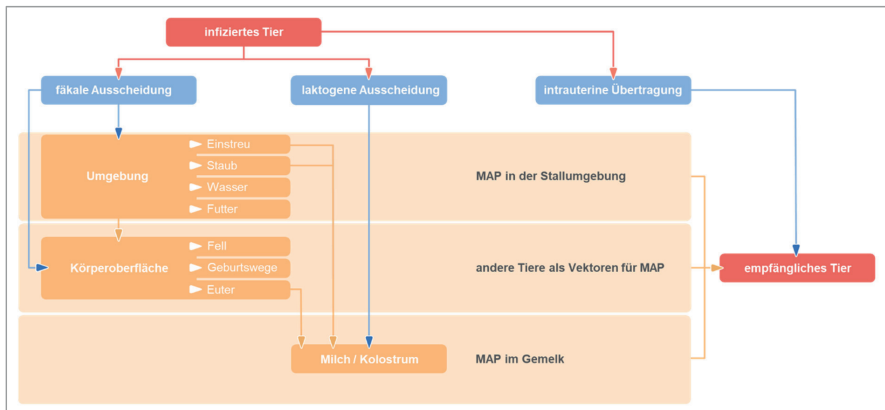 infiziertes Tier
fäkale Ausscheidung
laktogene Ausscheidung
intrauterine Übertragung
Umgebung
Einstreu
Staub
Wasser
Futter
MAP in der Stallumgebung
Körperoberfläche
Fell
Geburtswege
Euter
andere Tiere als Vektoren für MAP
empfängliches Tier
Milch / Kolostrum
MAP im Gemelk